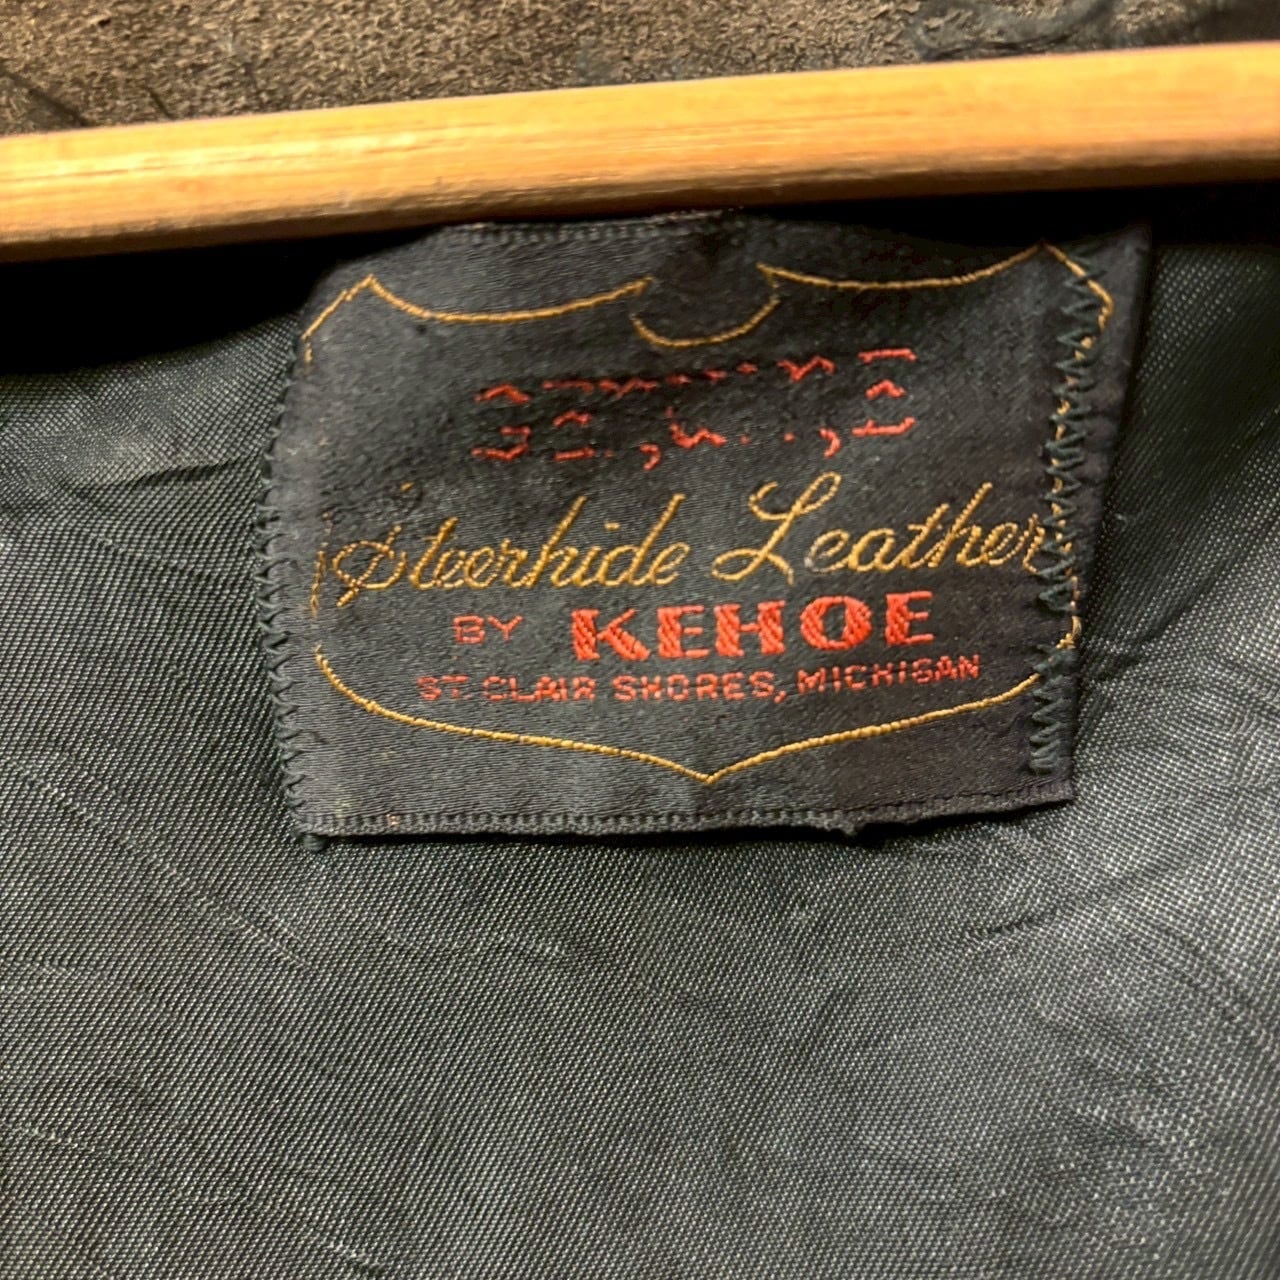 Steerhide Leather
BY KEHOE
ST. CLAIR SHORES, MICHIGAN